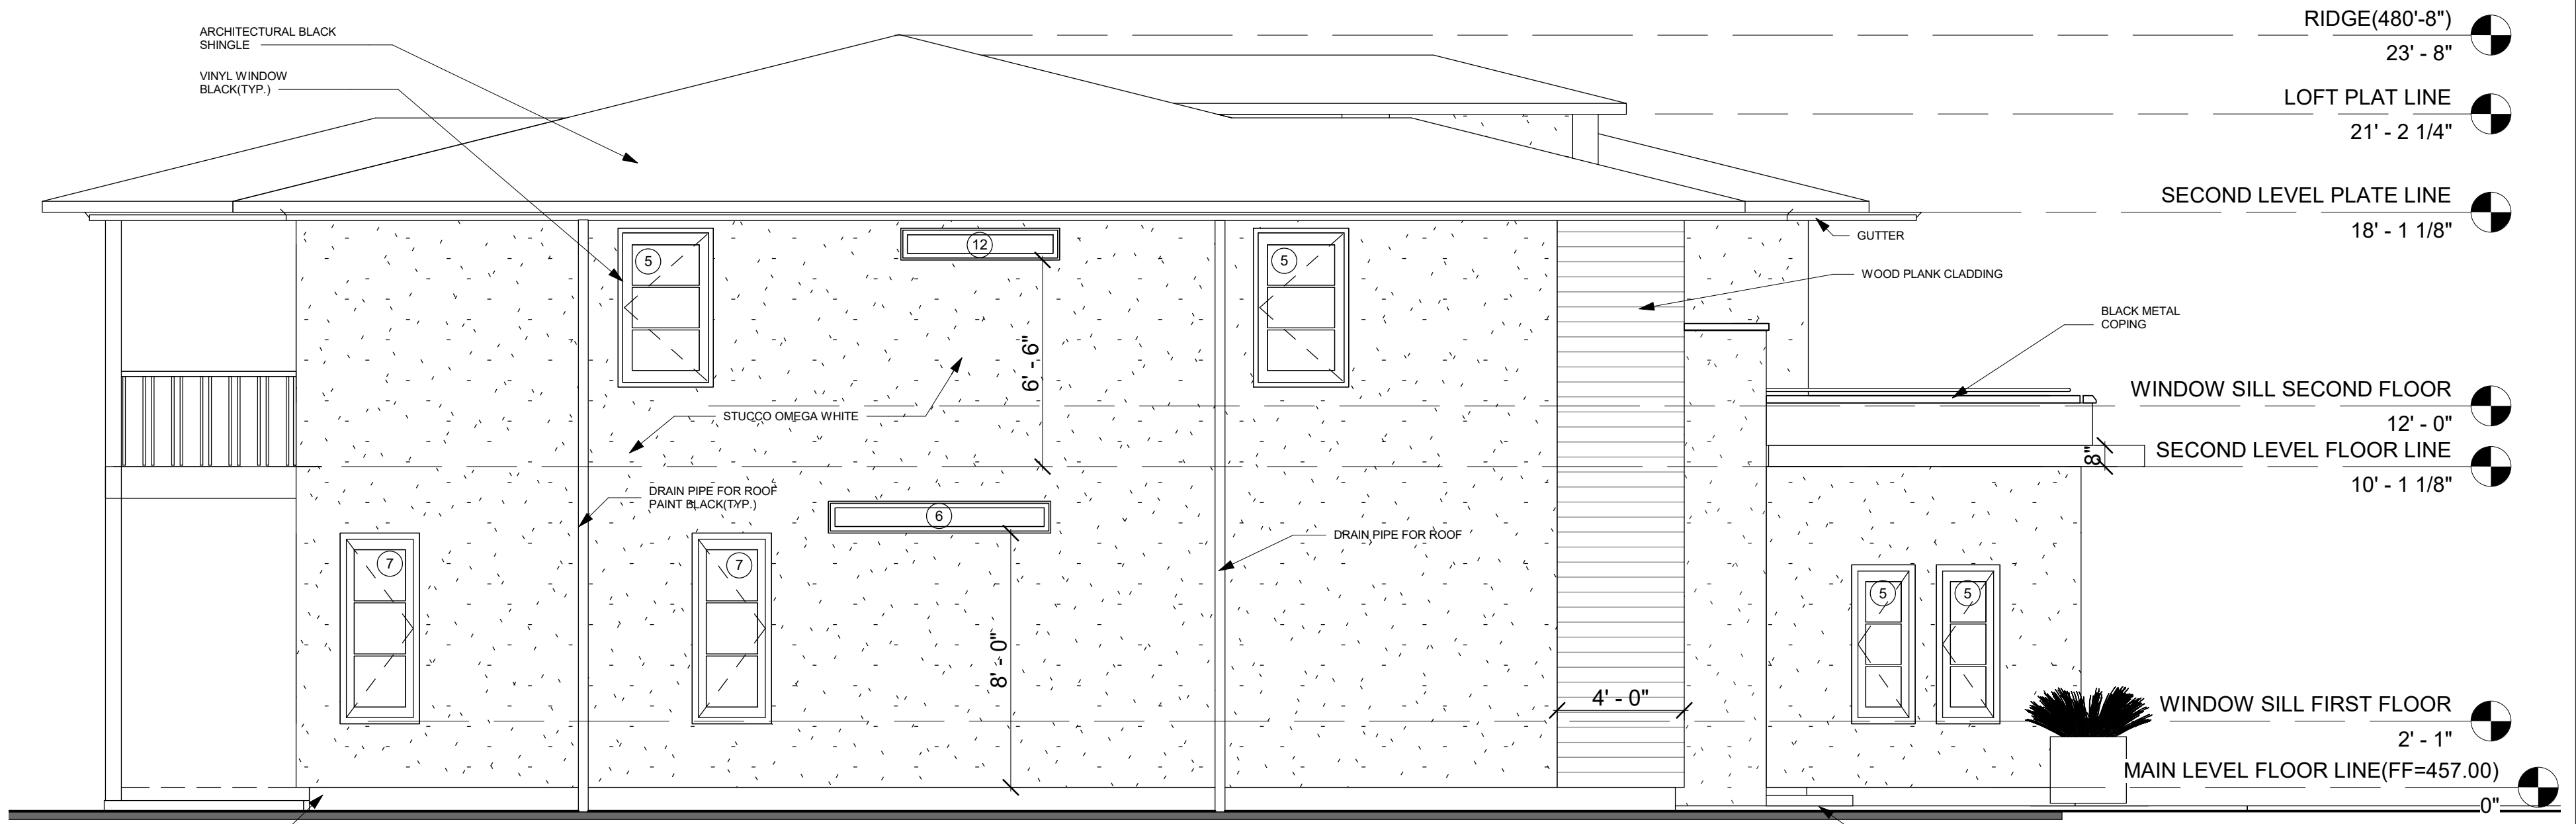 ARCHITECTURAL BLACK
SHINGLE
VINYL WINDOW
BLACK(TYP.)
RIDGE(480'-8")
23' - 8"
LOFT PLAT LINE
21' - 2 1/4"
SECOND LEVEL PLATE LINE
18' - 1 1/8"
GUTTER
5
12
5
WOOD PLANK CLADDING
BLACK METAL
COPING
6' - 6"
STUCCO OMEGA WHITE
WINDOW SILL SECOND FLOOR
12' - 0"
SECOND LEVEL FLOOR LINE
8"
10' - 1 1/8"
DRAIN PIPE FOR ROOF
PAINT BLACK(TYP.)
6
DRAIN PIPE FOR ROOF
7
7
5
5
8' - 0"
4' - 0"
WINDOW SILL FIRST FLOOR
2' - 1"
MAIN LEVEL FLOOR LINE(FF=457.00)
0"